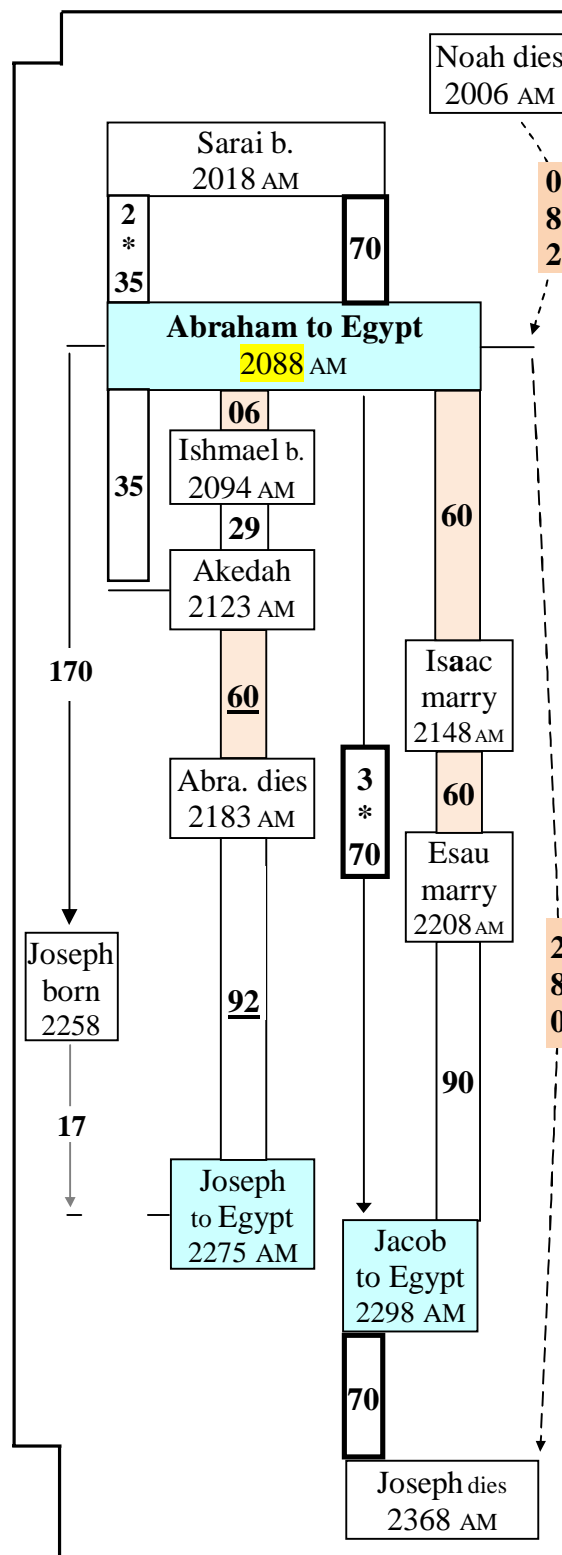 Noah dies
2006 AM
Sarai b.
2018 AM
2
*
35
70
0
8
2
Abraham to Egypt
2088 AM
35
06
Ishmael b.
2094 AM
29
Akedah
2123 AM
60
170
60
Isaac
marry
2148 AM
Abra. dies
2183 AM
3
*
70
60
Esau
marry
2208 AM
Joseph
born
2258
92
90
2
8
0
17
Joseph
to Egypt
2275 AM
Jacob
to Egypt
2298 AM
70
Joseph dies
2368 AM